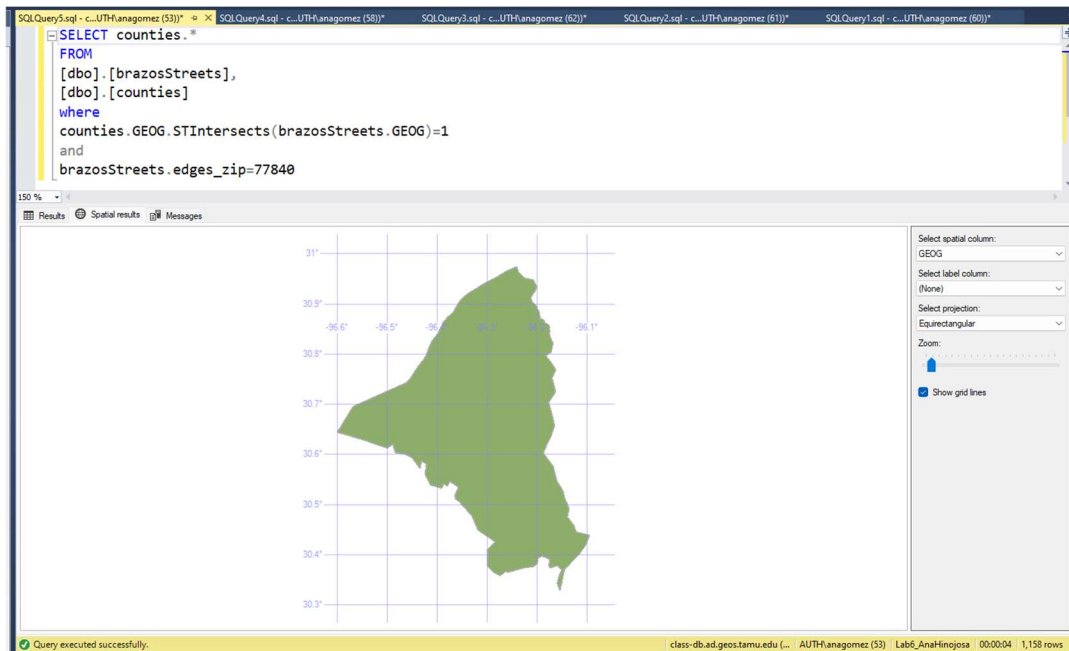 SQLQuery5.sql - c...UTH\anagomez (53))* SQLQuery4.sql - c...UTH\anagomez (58))* SQLQuery3.sql - c...UTH\anagomez (62))* SQLQuery2.sql - c...UTH\anagomez (61))* SQLQuery1.sql - c...UTH\anagomez (60))*
SELECT counties.*
FROM
[dbo].[brazosStreets],
[dbo].[counties]
where
counties.GEOG.STIntersects(brazosStreets.GEOG)=1
and
brazosStreets.edges_zip=77840
150 %
Results Spatial results Messages
31°
30.9°
-96.6° -96.5° -96.1°
30.8°
30.7°
30.6°
30.5°
30.4°
30.3°
Select spatial column:
GEOG
Select label column:
(None)
Select projection:
Equirectangular
Zoom:
Show grid lines
Query executed successfully. class-db.ad.geos.tamu.edu (... AUTH\anagomez (53) Lab6_AnaHinojosa 00:00:04 1,158 rows